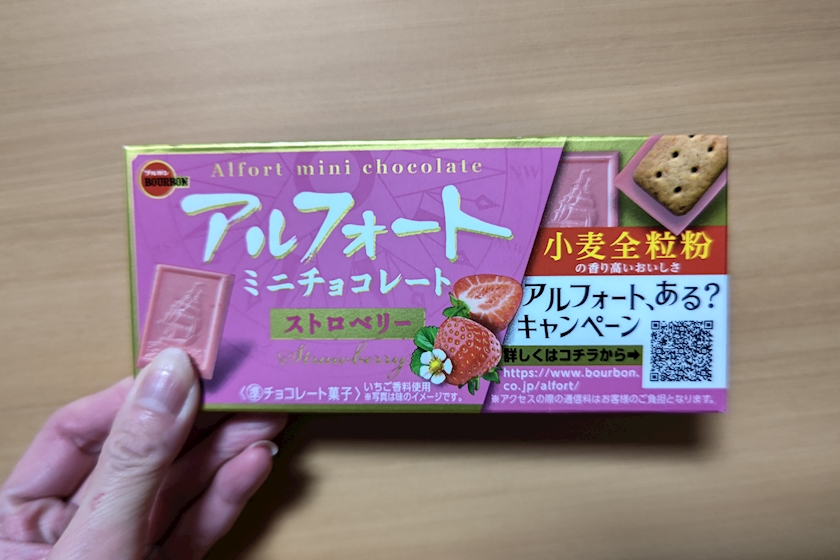 ブルボン
BOURBON
Alfort mini chocolate
アルフォート
ミニチョコレート
ストロベリー
Strawberry
〈準チョコレート菓子〉
いちご香料使用
※写真は味のイメージです。
NW
小麦全粒粉
の香り高いおいしさ
アルフォート、ある?
キャンペーン
詳しくはコチラから➡
https://www.bourbon.
co.jp/alfort/
※アクセスの際の通信料はお客様のご負担となります。